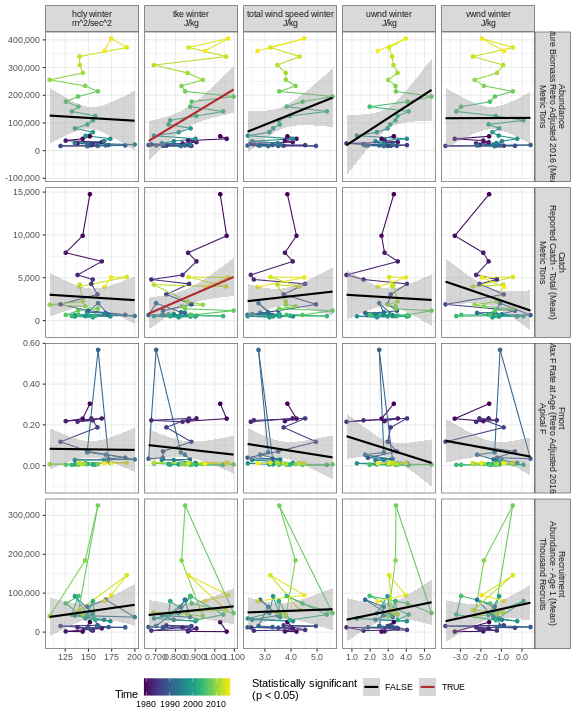 hcdy winter
m^2/sec^2
tke winter
J/kg
total wind speed winter
J/kg
uwnd winter
J/kg
vwnd winter
J/kg
400,000
300,000
200,000
100,000
0
-100,000
Abundance
Biomass Retro Adjusted 2016
Metric Tons
15,000
10,000
5,000
0
Catch
Reported Catch - Total (Mean)
Metric Tons
0.60
0.40
0.20
0.00
Fmort
F Rate at Age (Retro Adjusted 2016
Apical F
300,000
200,000
100,000
0
Recruitment
Abundance - Age 1 (Mean)
Thousand Recruits
125 150 175 200
0.700 0.800 0.900 1.000 1.100
3.0 4.0 5.0
1.0 2.0 3.0 4.0 5.0
-3.0 -2.0 -1.0 0.0
Time
1980 1990 2000 2010
Statistically significant
(p < 0.05)
FALSE
TRUE